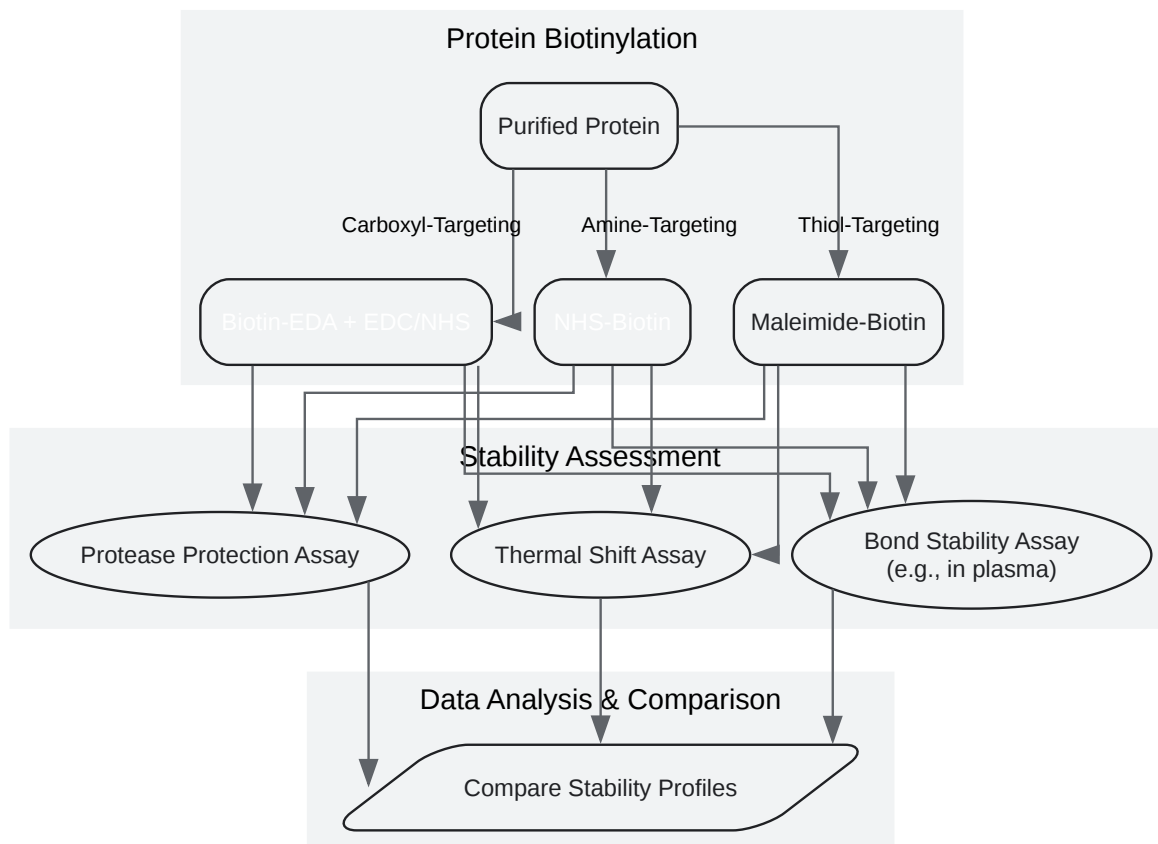 Protein Biotinylation
Purified Protein
Carboxyl-Targeting
Amine-Targeting
Thiol-Targeting
Biotin-EDA + EDC/NHS
NHS-Biotin
Maleimide-Biotin
Stability Assessment
Protease Protection Assay
Thermal Shift Assay
Bond Stability Assay
(e.g., in plasma)
Data Analysis & Comparison
Compare Stability Profiles